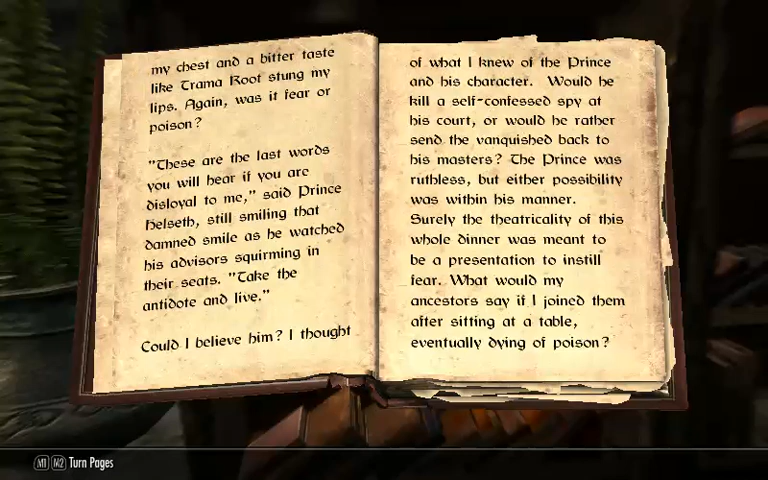 my chest and a bitter taste
like Trama Root stung my
lips. Again, was it fear or
poison?
"These are the last words
you will hear if you are
disloyal to me," said Prince
Helseth, still smiling that
damned smile as he watched
his advisors squirming in
their seats. "Take the
antidote and live."
Could I believe him? I thought
of what I knew of the Prince
and his character. Would he
kill a self-confessed spy at
his court, or would he rather
send the vanquished back to
his masters? The Prince was
ruthless, but either possibility
was within his manner.
Surely the theatricality of this
whole dinner was meant to
be a presentation to instill
fear. What would my
ancestors say if I joined them
after sitting at a table,
eventually dying of poison?
M1 M2 Turn Pages